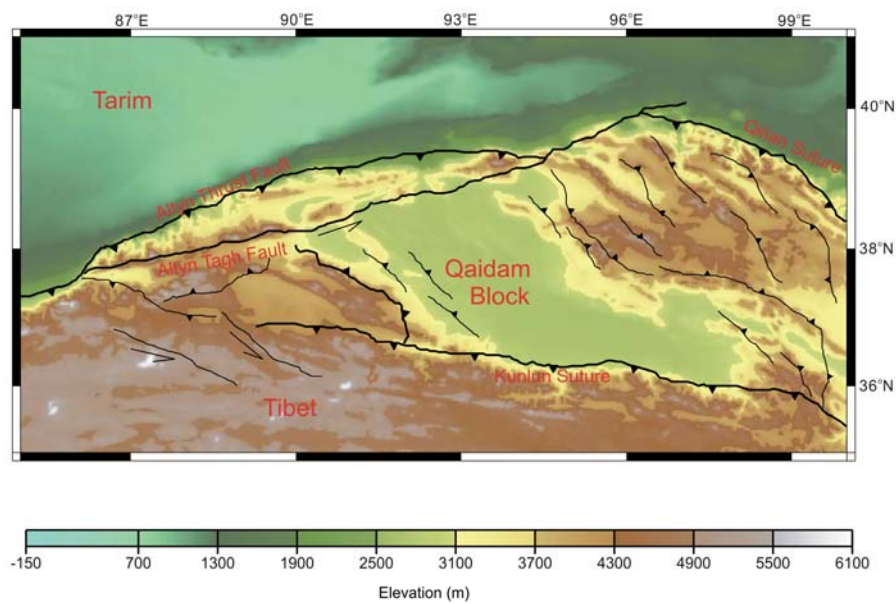 87°E 90°E 93°E 96°E 99°E
Tarim
40°N
Qilian Suture
Altyn Thrust Fault
38°N
Altyn Tagh Fault
Qaidam
Block
36°N
Kunlun Suture
Tibet
-150 700 1300 1900 2500 3100 3700 4300 4900 5500 6100
Elevation (m)